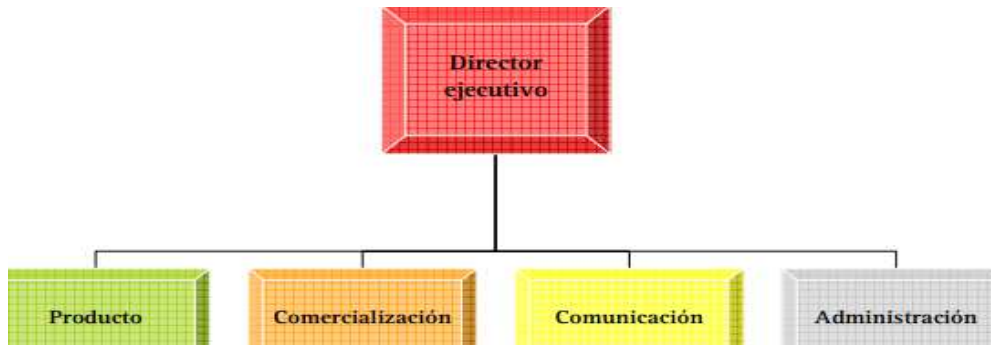 Director
ejecutivo
Producto
Comercialización
Comunicación
Administración